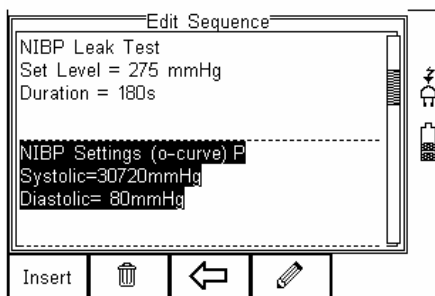 Edit Sequence
NIBP Leak Test
Set Level = 275 mmHg
Duration = 180s
NIBP Settings (o-curve) P
Systolic=30720mmHg
Diastolic= 80mmHg
Insert